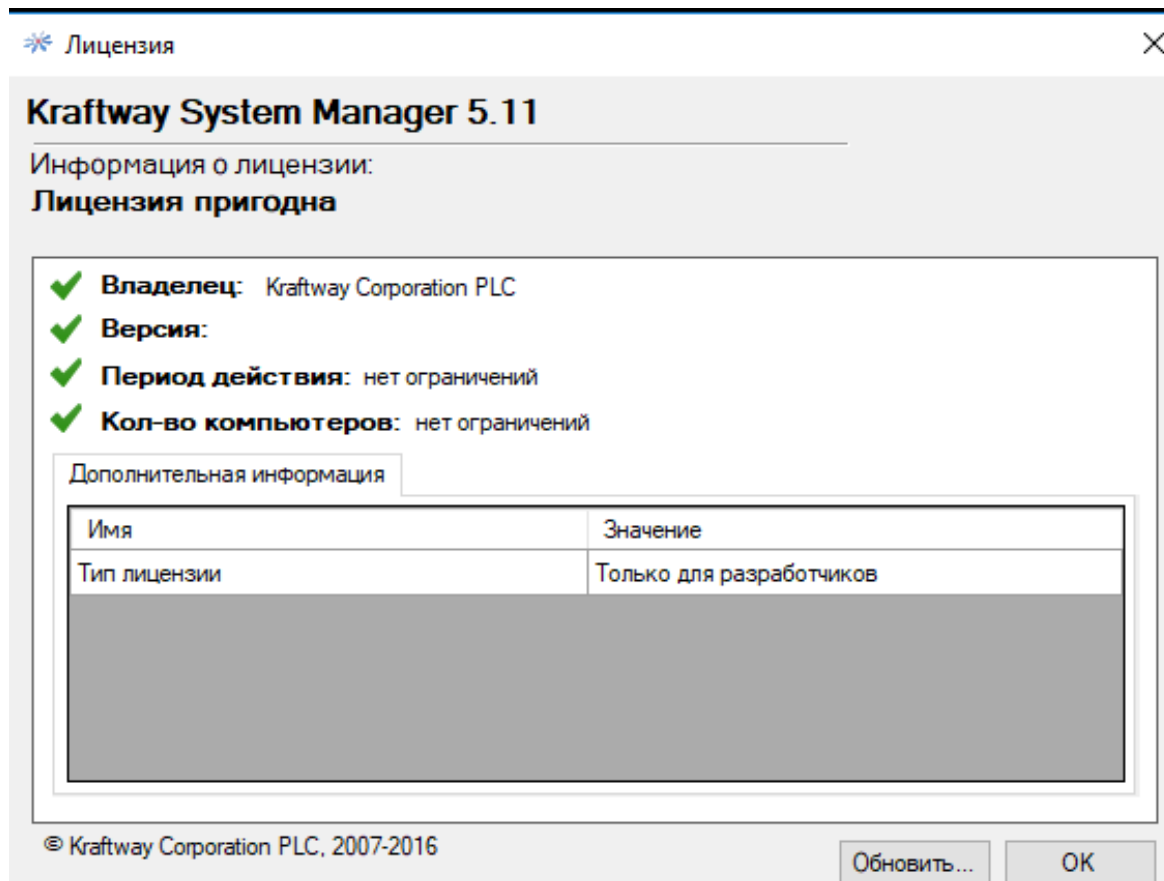 Лицензия
Kraftway System Manager 5.11
Информация о лицензии:
Лицензия пригодна
Владелец: Kraftway Corporation PLC
Версия:
Период действия: нет ограничений
Кол-во компьютеров: нет ограничений
Дополнительная информация
Имя Значение
Тип лицензии Только для разработчиков
© Kraftway Corporation PLC, 2007-2016
Обновить... OK